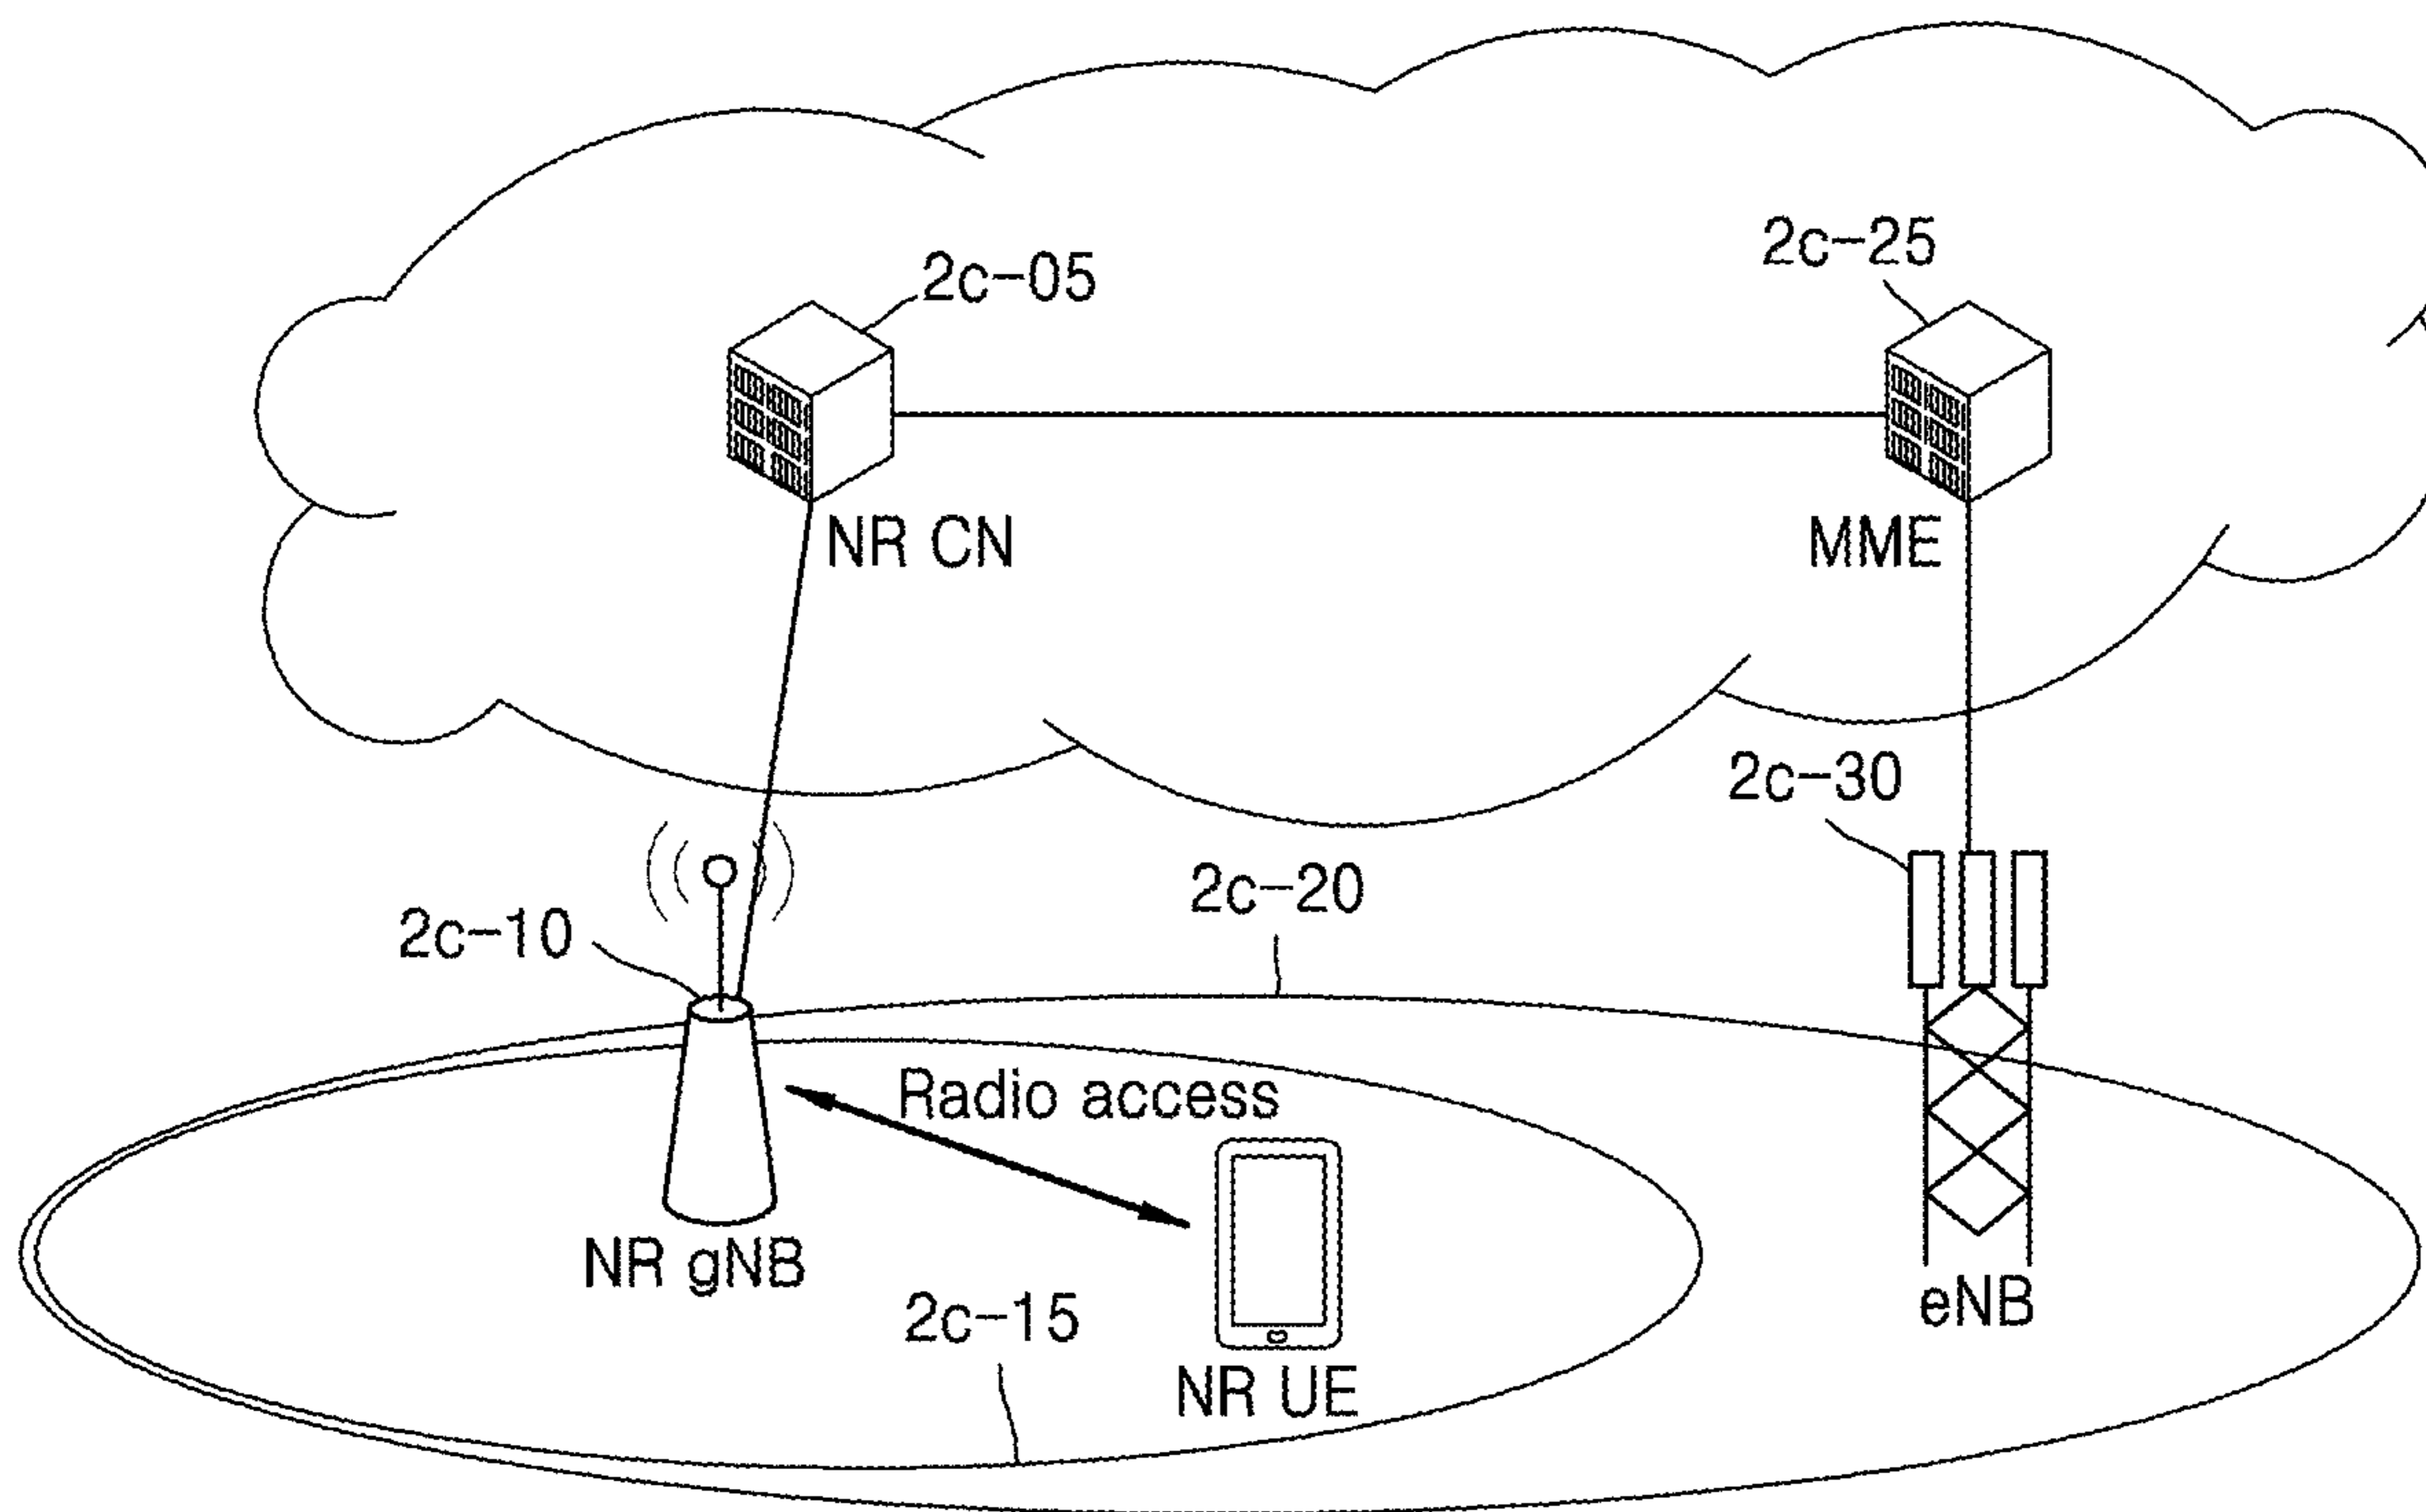 2c-25
2c-05
NR CN
MME
2c-30
2c-20
2c-10
Radio access
NR gNB
eNB
2c-15
NR UE